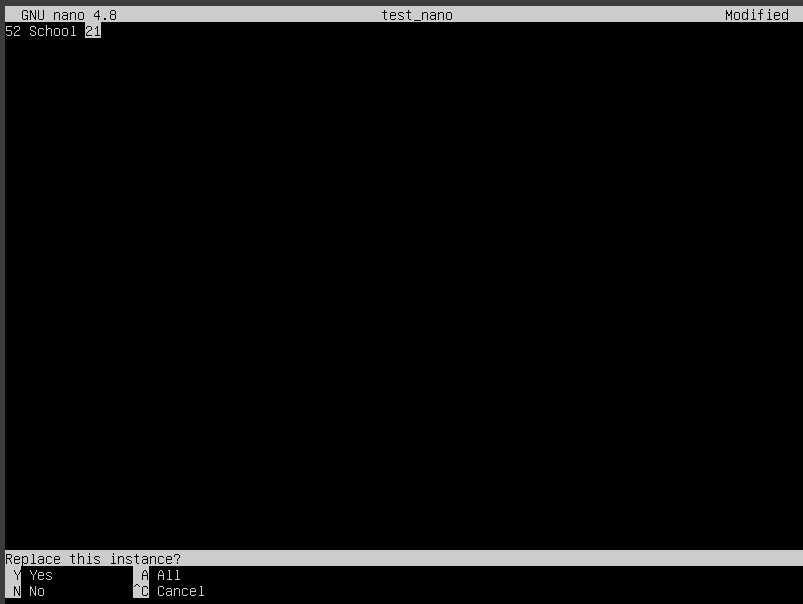 GNU nano 4.8 test_nano Modified
52 School 21
Replace this instance?
Y Yes A All
N No ^C Cancel